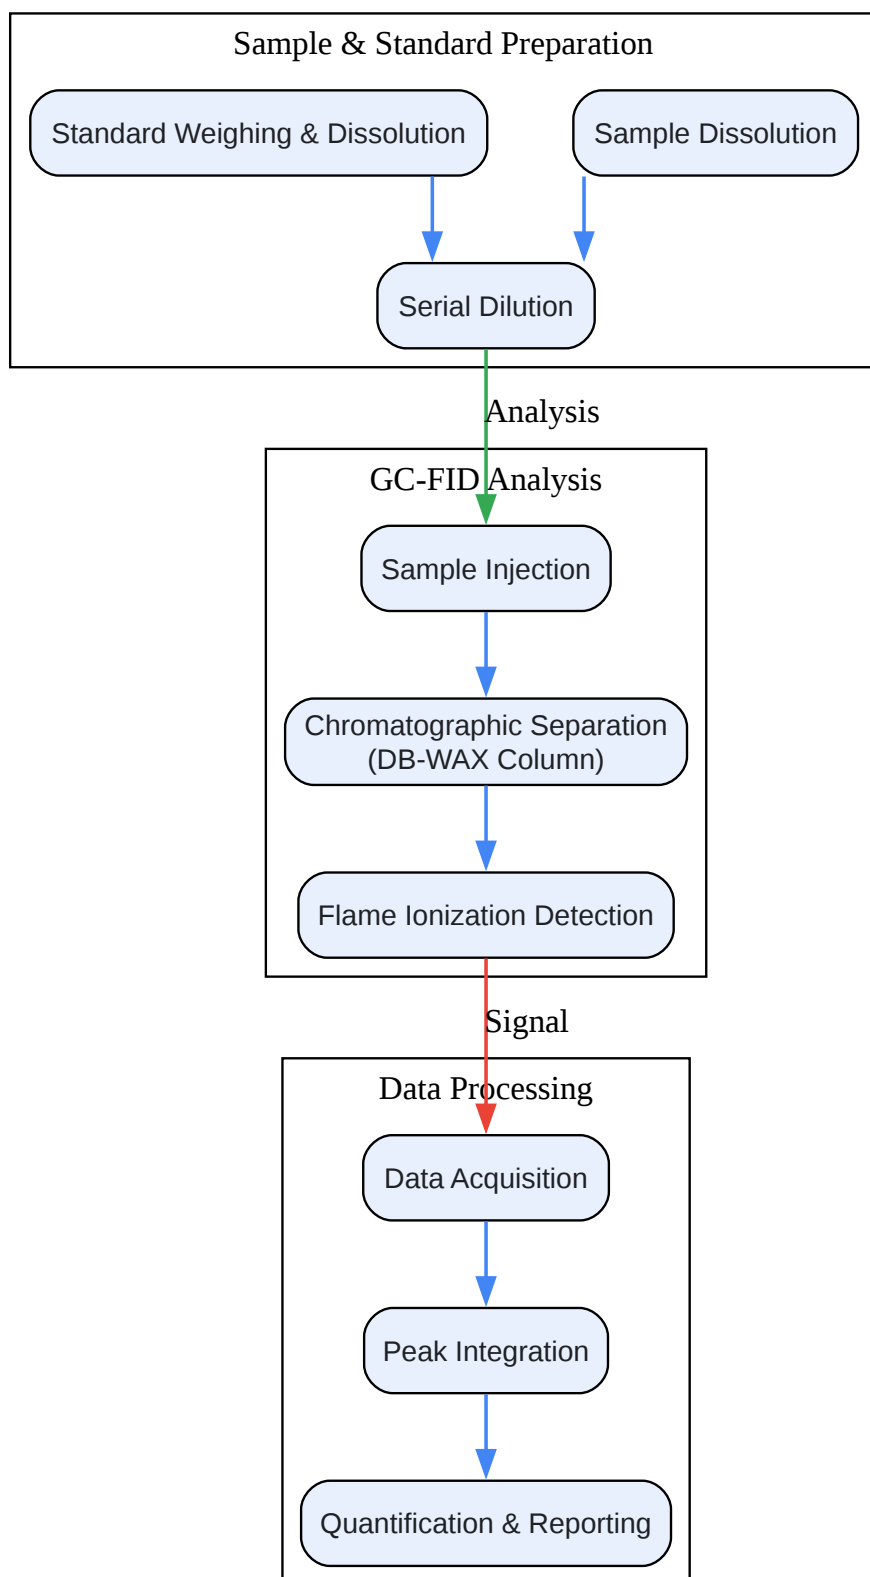 Sample & Standard Preparation
Standard Weighing & Dissolution
Sample Dissolution
Serial Dilution
Analysis
GC-FID Analysis
Sample Injection
Chromatographic Separation
(DB-WAX Column)
Flame Ionization Detection
Signal
Data Processing
Data Acquisition
Peak Integration
Quantification & Reporting